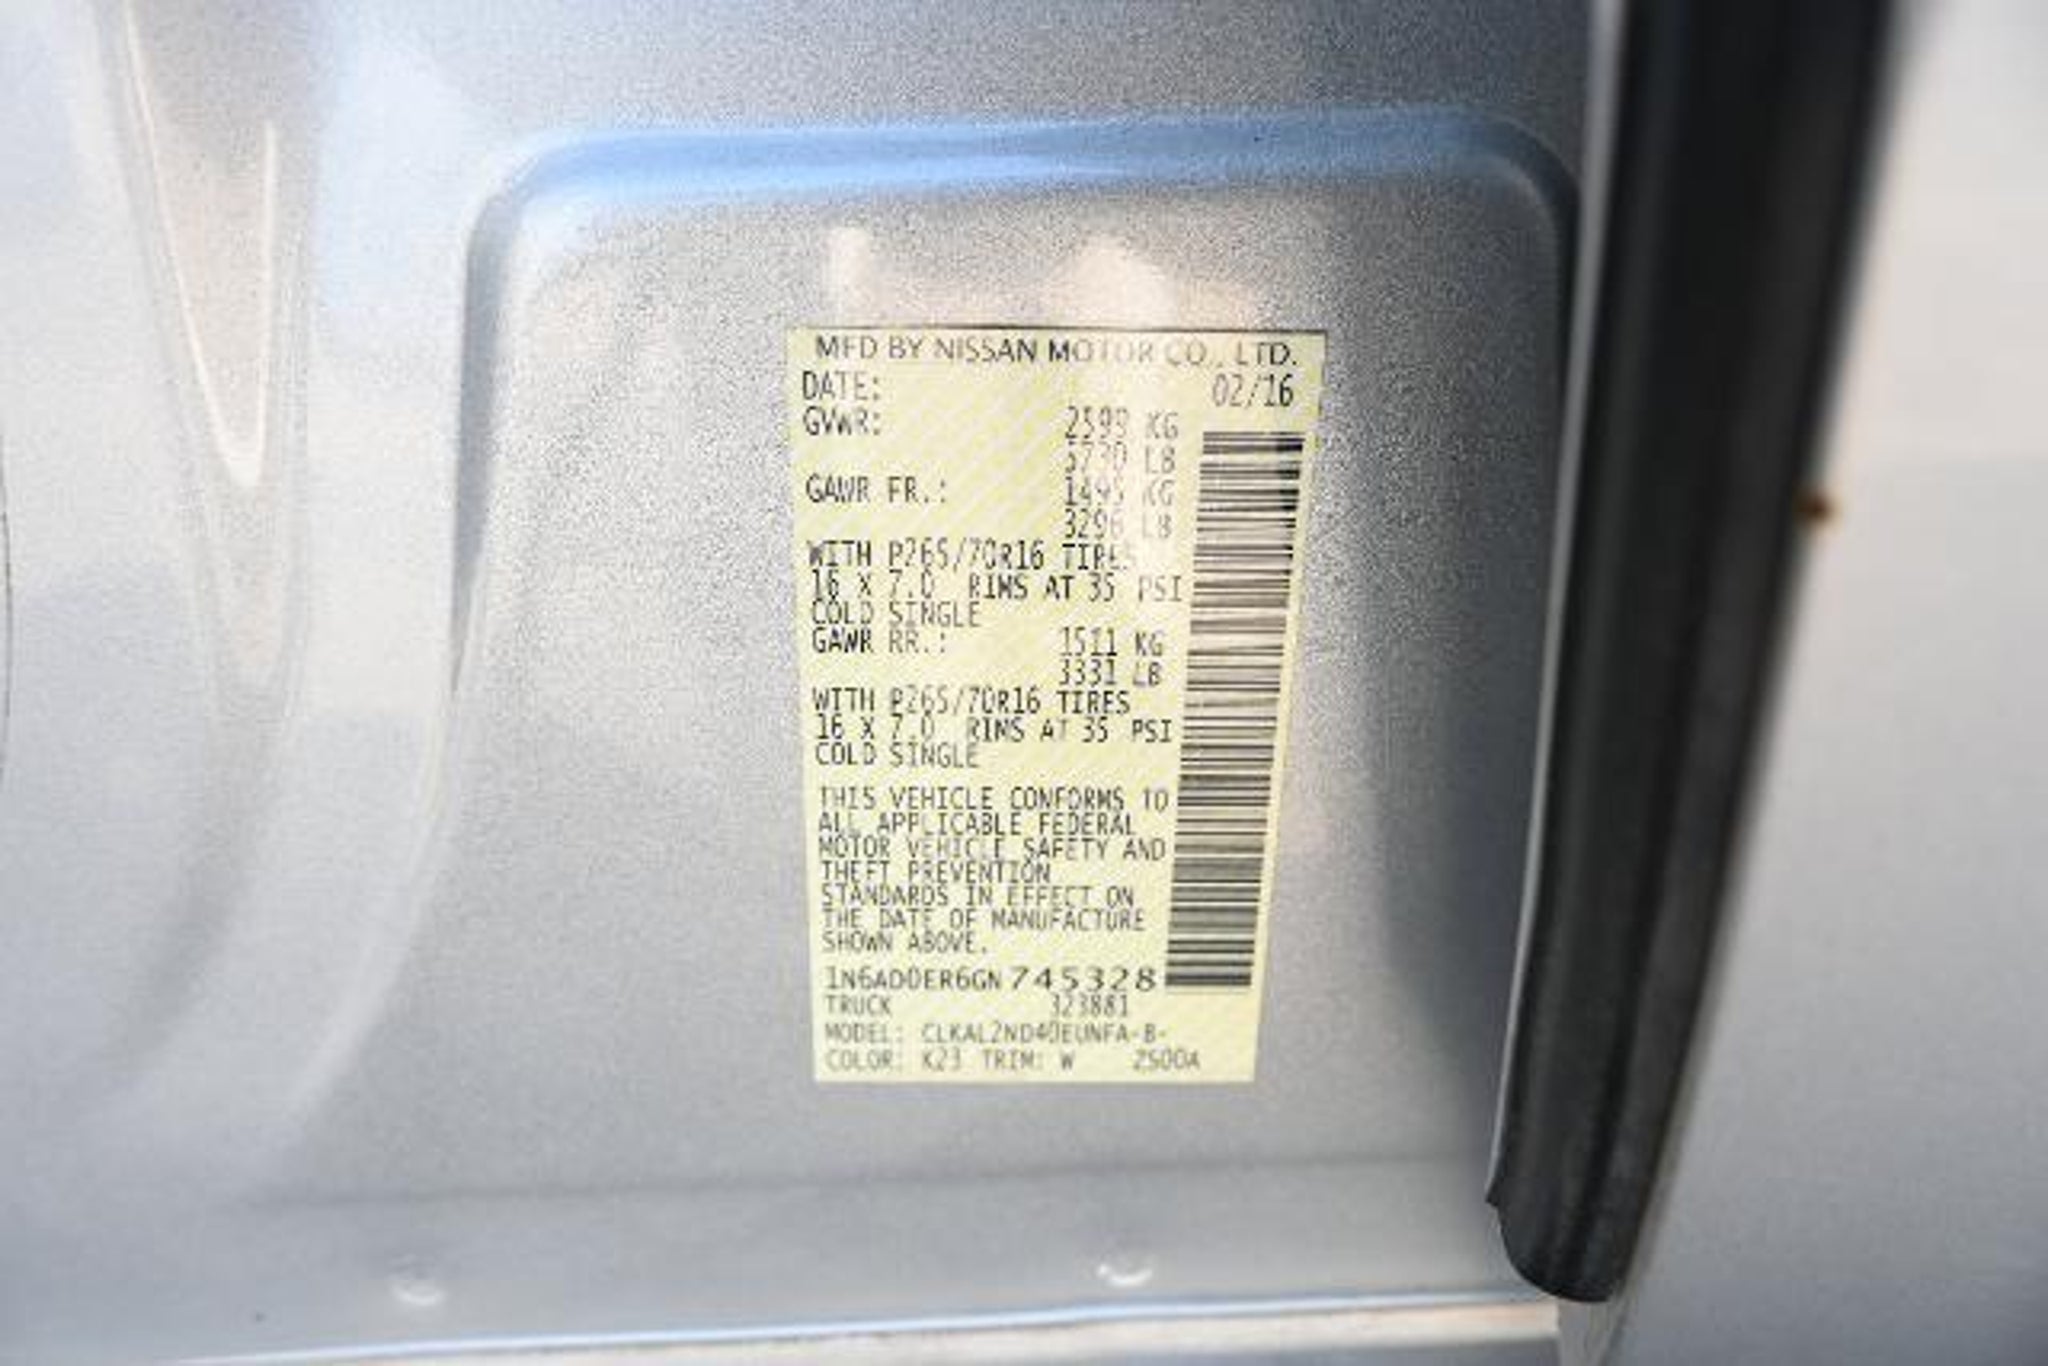 MFD BY NISSAN MOTOR CO., LTD.
DATE: 02/16
GVWR: 2599 KG
5730 LB
GAWR FR.: 1495 KG
3296 LB
WITH P265/70R16 TIRES
16 X 7.0 RIMS AT 35 PSI
COLD SINGLE
GAWR RR.: 1511 KG
3331 LB
WITH P265/70R16 TIRES
16 X 7.0 RIMS AT 35 PSI
COLD SINGLE
THIS VEHICLE CONFORMS TO
ALL APPLICABLE FEDERAL
MOTOR VEHICLE SAFETY AND
THEFT PREVENTION
STANDARDS IN EFFECT ON
THE DATE OF MANUFACTURE
SHOWN ABOVE.
1N6AD0ER6GN745328
TRUCK 323881
MODEL: CLKAL2ND40EUNFA-B-
COLOR: K23 TRIM: W 2S00A